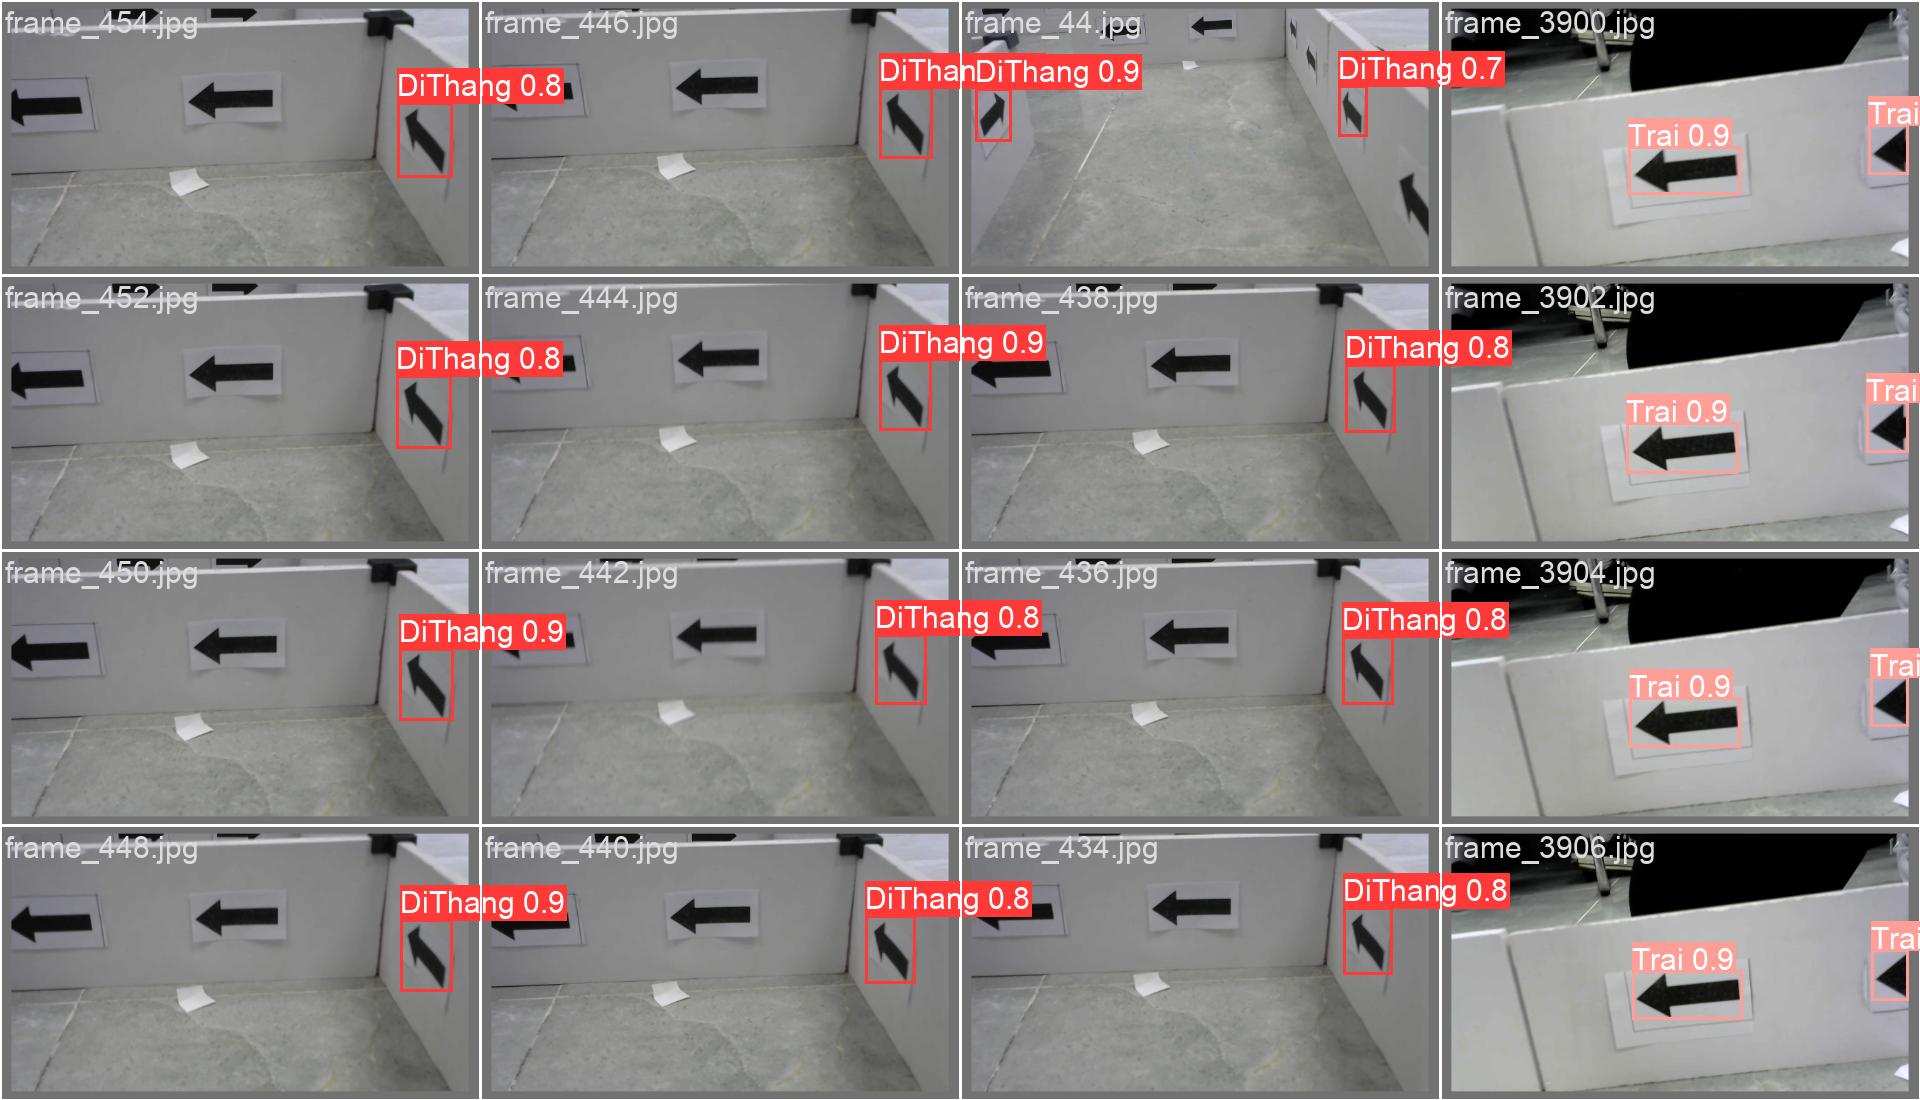 frame_454.jpg
DiThang 0.8
frame_446.jpg
DiThan
frame_44.jpg
DiThang 0.9
DiThang 0.7
frame_3900.jpg
Trai 0.9
Trai
frame_452.jpg
DiThang 0.8
frame_444.jpg
DiThang 0.9
frame_438.jpg
DiThang 0.8
frame_3902.jpg
Trai 0.9
Trai
frame_450.jpg
DiThang 0.9
frame_442.jpg
DiThang 0.8
frame_436.jpg
DiThang 0.8
frame_3904.jpg
Trai 0.9
Trai
frame_448.jpg
DiThang 0.9
frame_440.jpg
DiThang 0.8
frame_434.jpg
DiThang 0.8
frame_3906.jpg
Trai 0.9
Trai